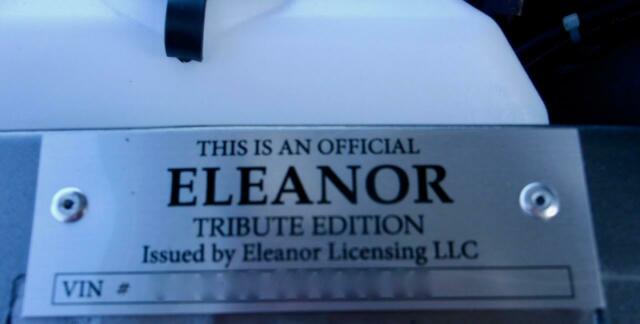 THIS IS AN OFFICIAL
ELEANOR
TRIBUTE EDITION
Issued by Eleanor Licensing LLC
VIN #